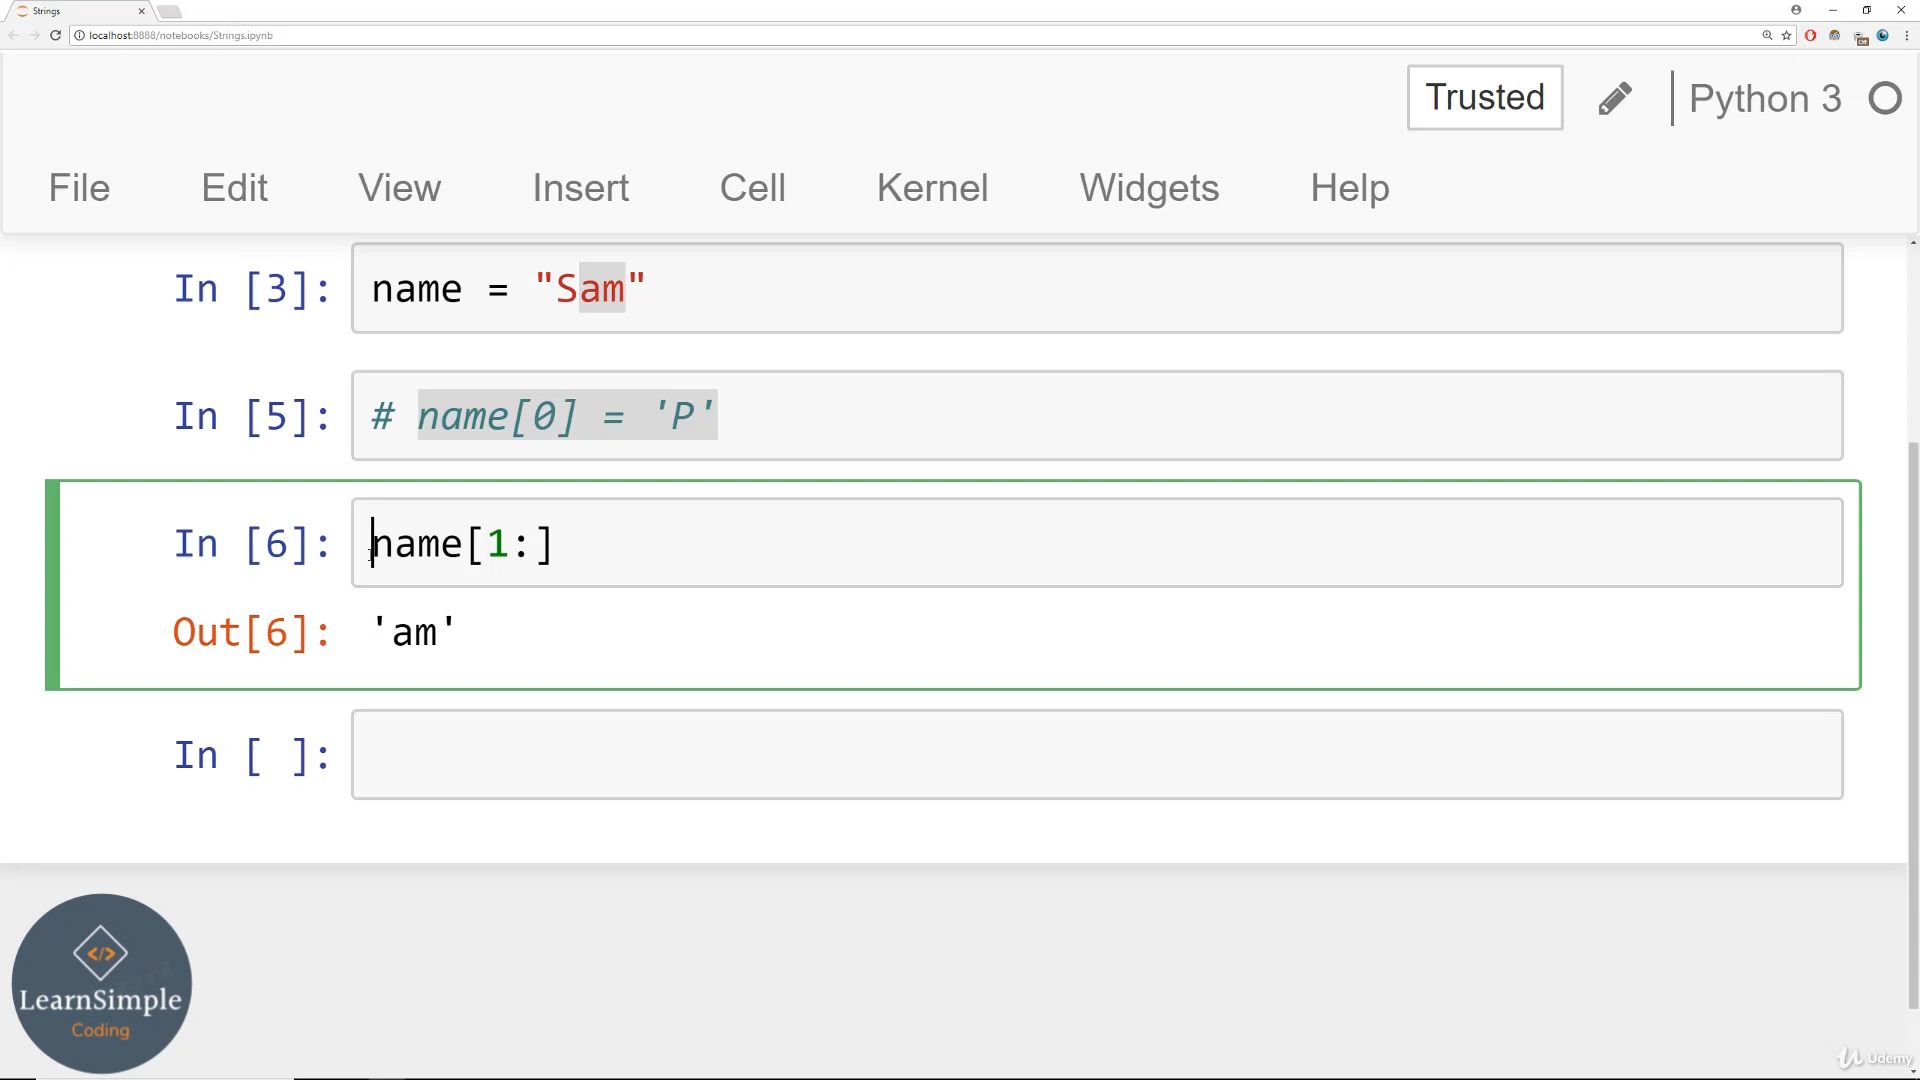 Strings
localhost:8888/notebooks/Strings.ipynb
Off
Trusted
Python 3
File Edit View Insert Cell Kernel Widgets Help
In [3]: name = "Sam"
In [5]: # name[0] = 'P'
In [6]: name[1:]
Out[6]: 'am'
In [ ]:
</>
LearnSimple
Coding
Udemy